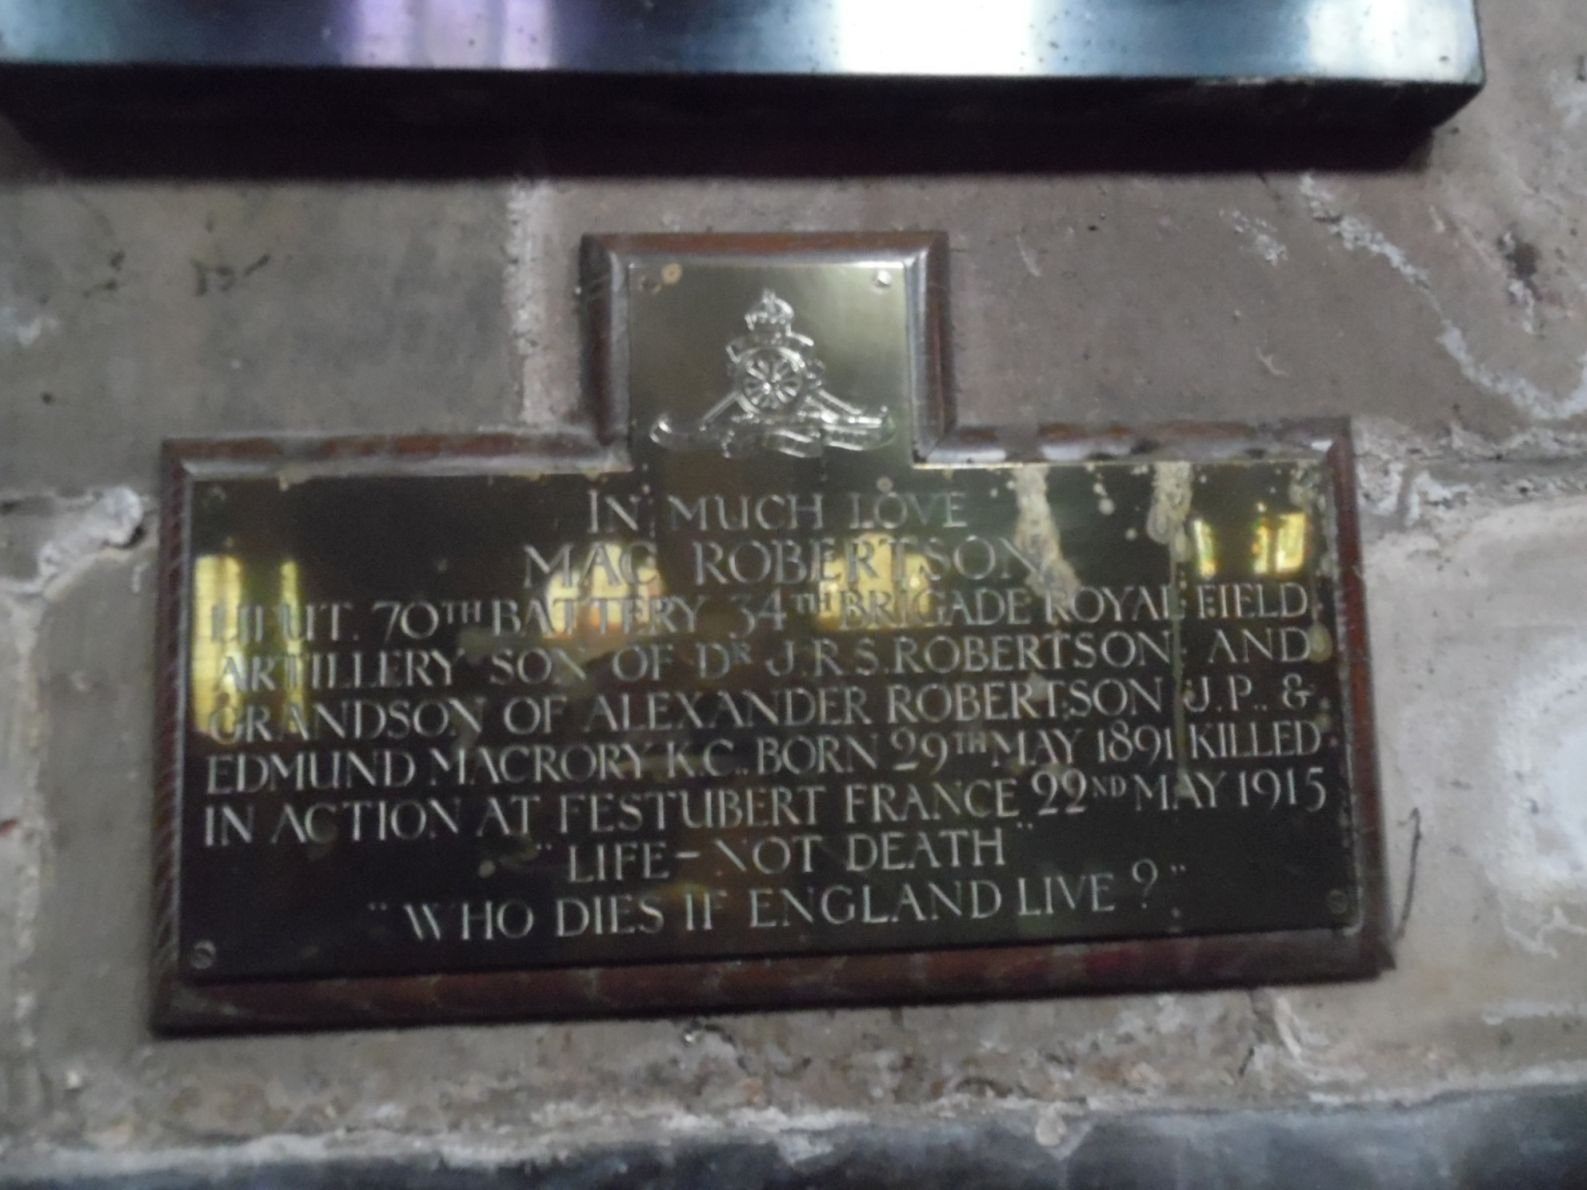 IN MUCH LOVE
MAC ROBERTSON
LIEUT. 70TH BATTERY 34TH BRIGADE ROYAL FIELD
ARTILLERY SON OF DR J.R.S. ROBERTSON AND
GRANDSON OF ALEXANDER ROBERTSON J.P. &
EDMUND MACRORY K.C.. BORN 29TH MAY 1891 KILLED
IN ACTION AT FESTUBERT FRANCE 22ND MAY 1915
"LIFE - NOT DEATH"
"WHO DIES IF ENGLAND LIVE?"